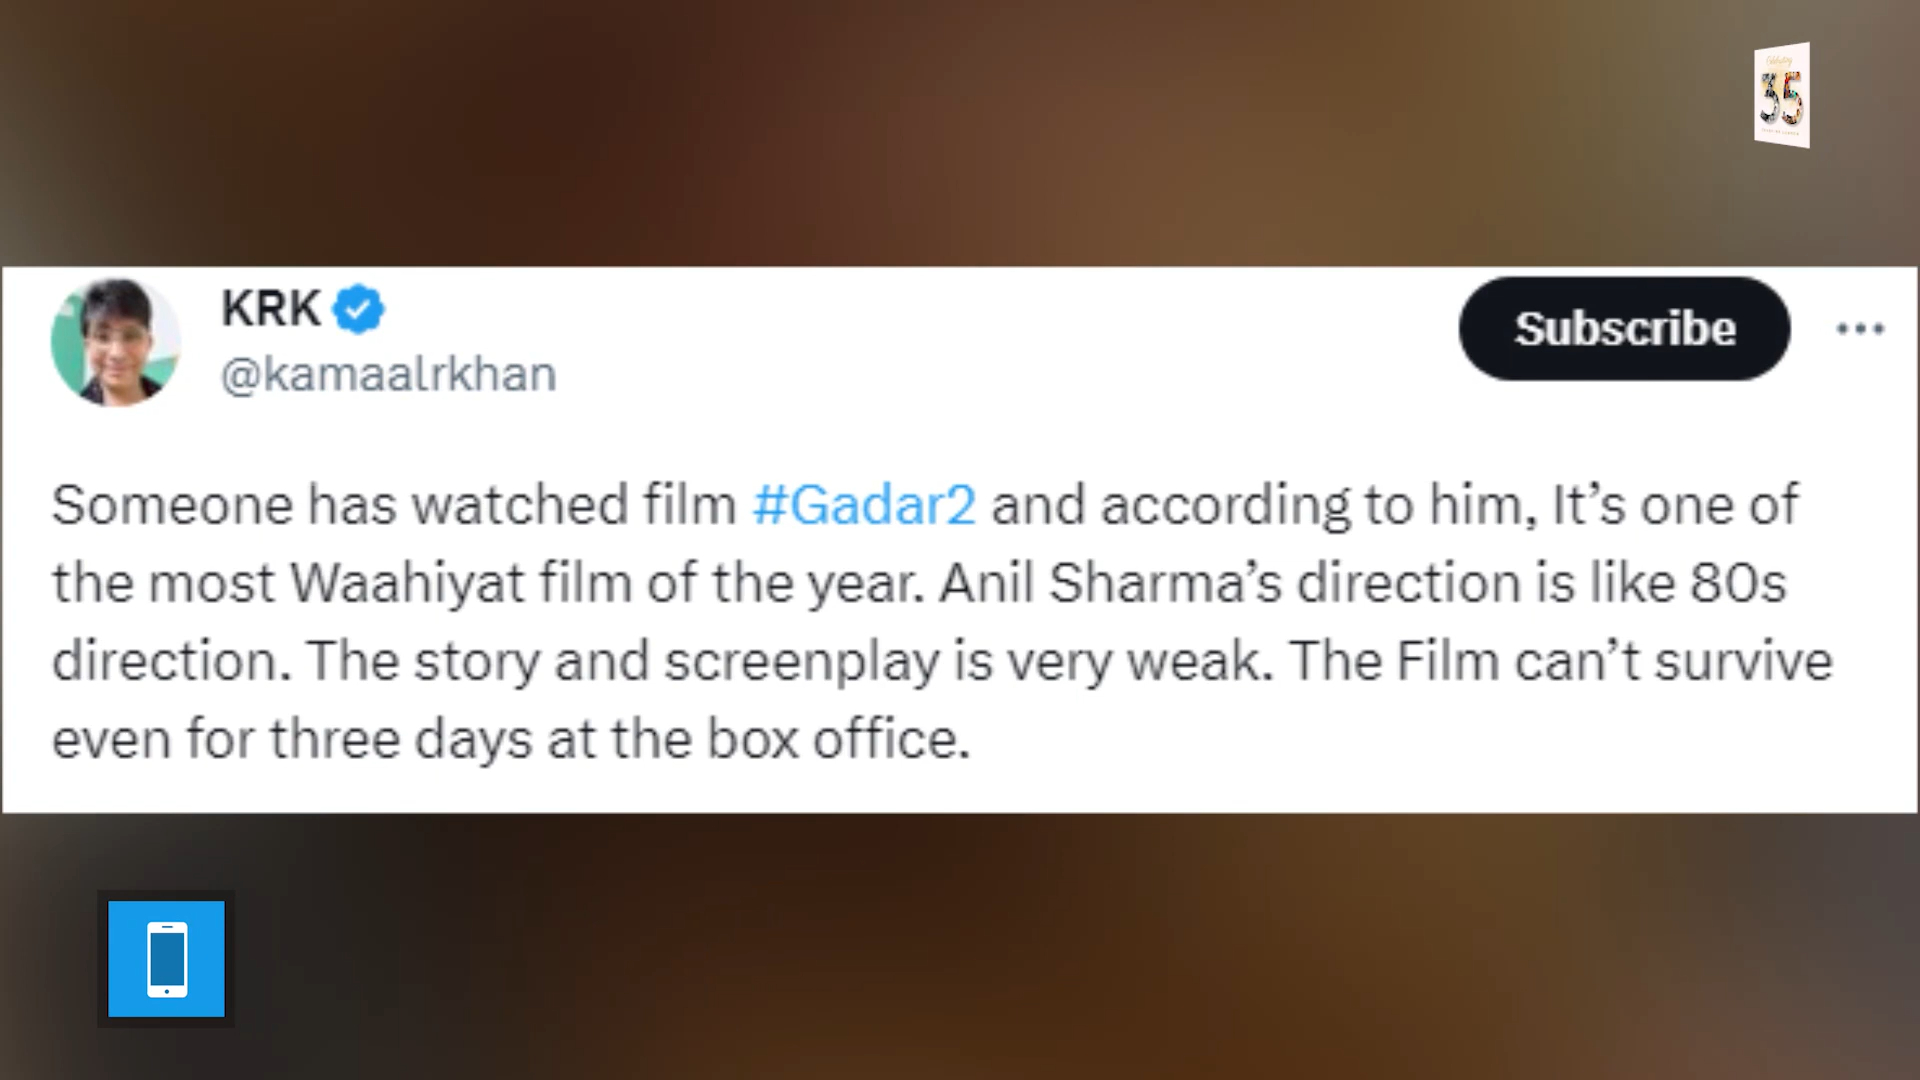 Celebrating
35
KRK
@kamaalrkhan
Subscribe
Someone has watched film #Gadar2 and according to him, It’s one of
the most Waahiyat film of the year. Anil Sharma’s direction is like 80s
direction. The story and screenplay is very weak. The Film can’t survive
even for three days at the box office.